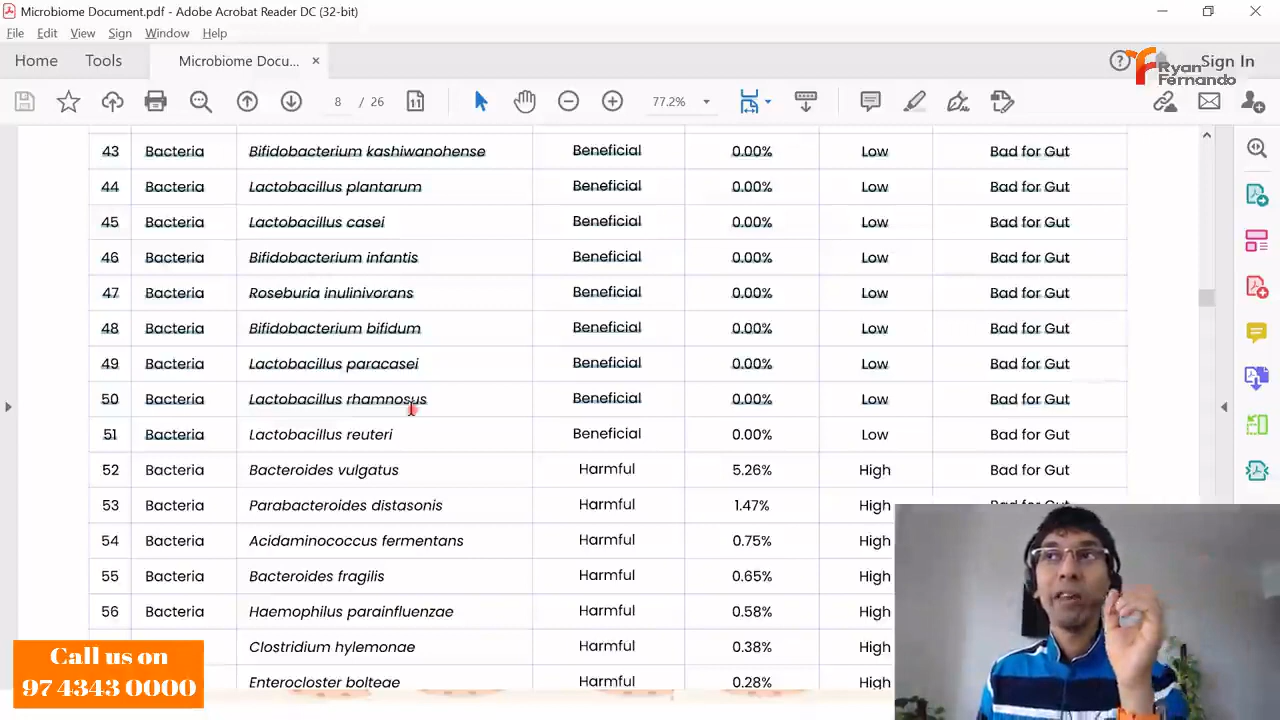 Microbiome Document.pdf - Adobe Acrobat Reader DC (32-bit)
File Edit View Sign Window Help
Home Tools Microbiome Docu... × Sign In
Ryan
Fernando
8 / 26 77.2%
43 Bacteria Bifidobacterium kashiwanohense Beneficial 0.00% Low Bad for Gut
44 Bacteria Lactobacillus plantarum Beneficial 0.00% Low Bad for Gut
45 Bacteria Lactobacillus casei Beneficial 0.00% Low Bad for Gut
46 Bacteria Bifidobacterium infantis Beneficial 0.00% Low Bad for Gut
47 Bacteria Roseburia inulinivorans Beneficial 0.00% Low Bad for Gut
48 Bacteria Bifidobacterium bifidum Beneficial 0.00% Low Bad for Gut
49 Bacteria Lactobacillus paracasei Beneficial 0.00% Low Bad for Gut
50 Bacteria Lactobacillus rhamnosus Beneficial 0.00% Low Bad for Gut
51 Bacteria Lactobacillus reuteri Beneficial 0.00% Low Bad for Gut
52 Bacteria Bacteroides vulgatus Harmful 5.26% High Bad for Gut
53 Bacteria Parabacteroides distasonis Harmful 1.47% High Bad for Gut
54 Bacteria Acidaminococcus fermentans Harmful 0.75% High
55 Bacteria Bacteroides fragilis Harmful 0.65% High
56 Bacteria Haemophilus parainfluenzae Harmful 0.58% High
Clostridium hylemonae Harmful 0.38% High
Enterocloster bolteae Harmful 0.28% High
Call us on
97 4343 0000